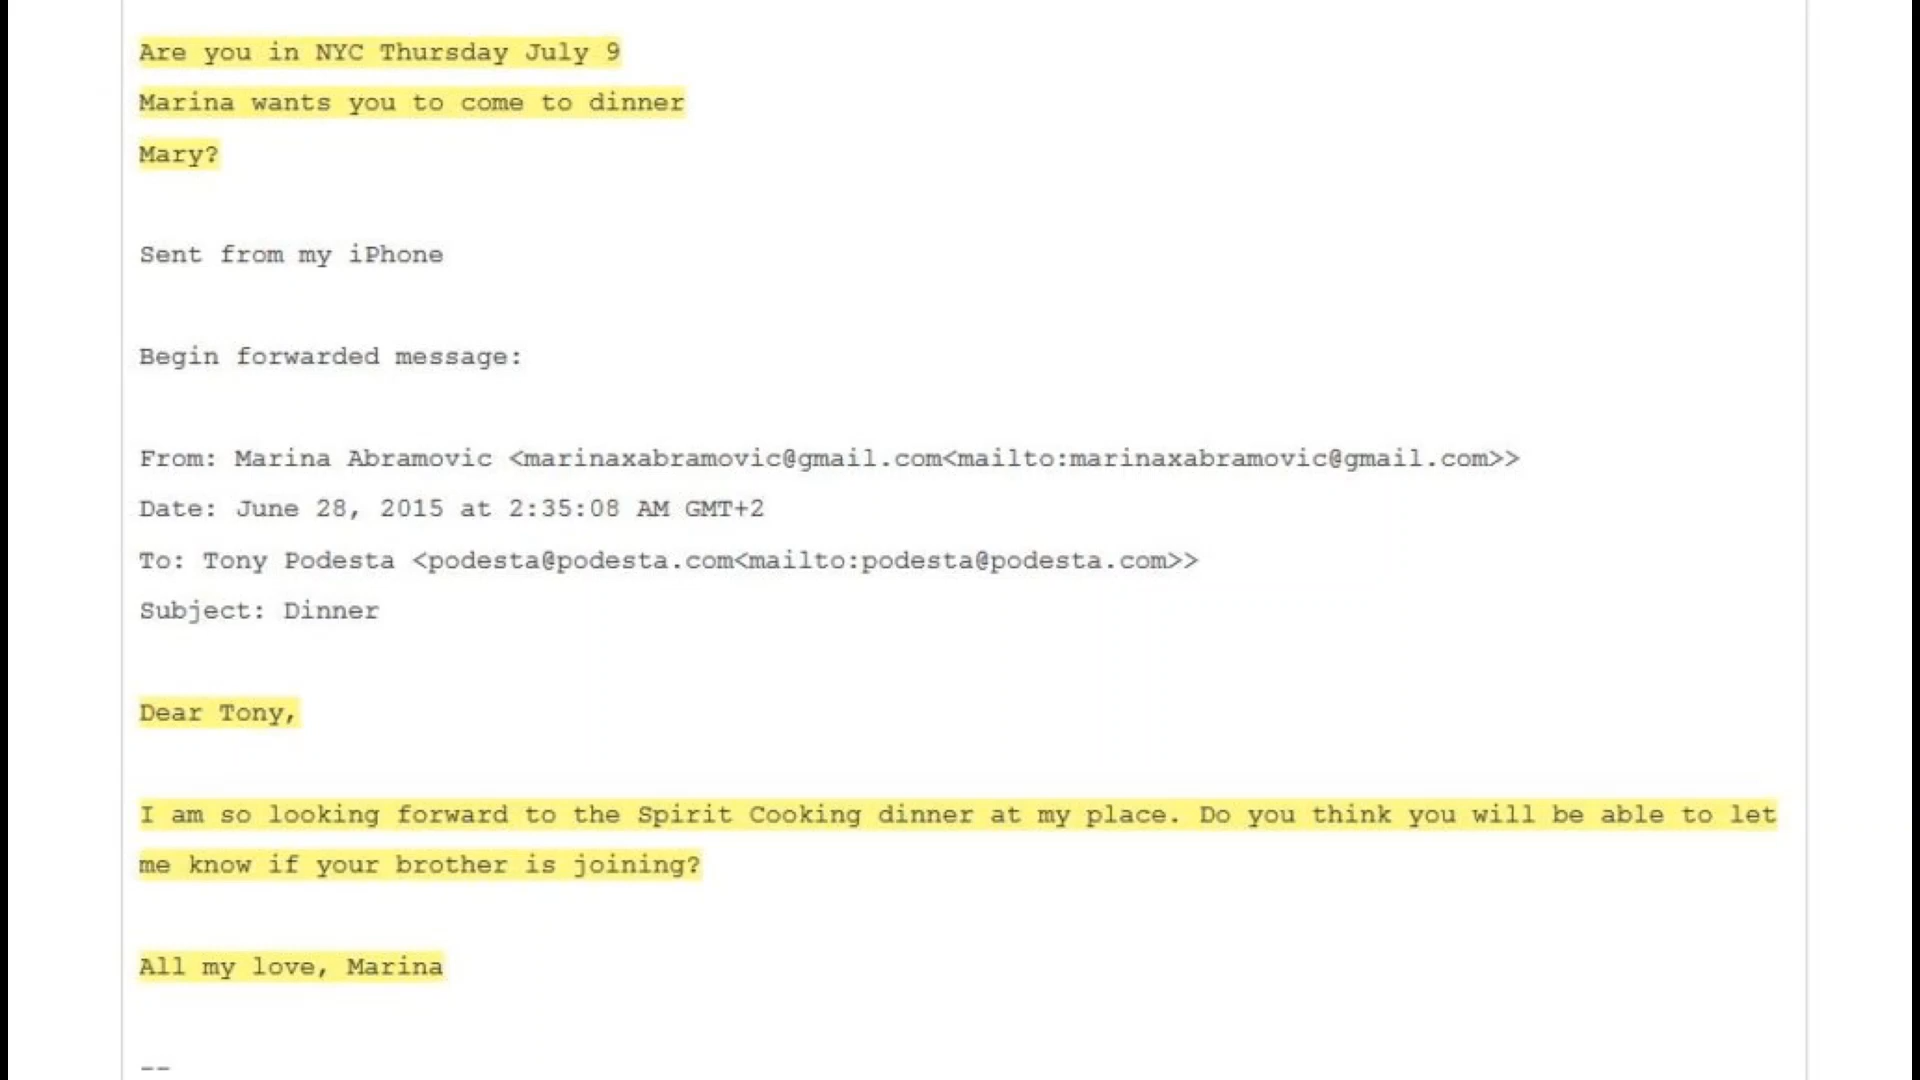 Are you in NYC Thursday July 9
Marina wants you to come to dinner
Mary?
Sent from my iPhone
Begin forwarded message:
From: Marina Abramovic <marinaxabramovic@gmail.com<mailto:marinaxabramovic@gmail.com>>
Date: June 28, 2015 at 2:35:08 AM GMT+2
To: Tony Podesta <podesta@podesta.com<mailto:podesta@podesta.com>>
Subject: Dinner
Dear Tony,
I am so looking forward to the Spirit Cooking dinner at my place. Do you think you will be able to let
me know if your brother is joining?
All my love, Marina
--